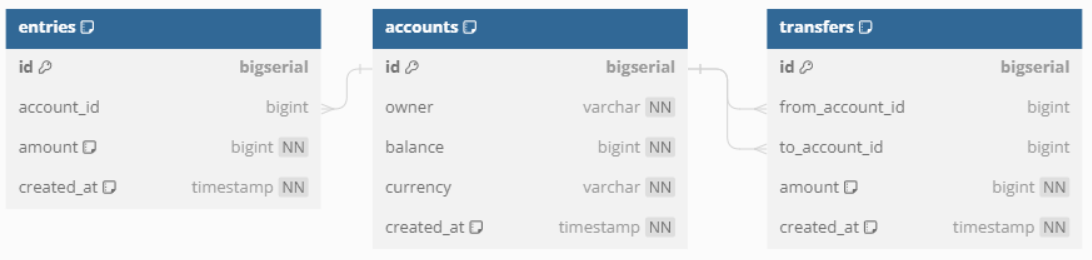 entries
id bigserial
account_id bigint
amount bigint NN
created_at timestamp NN
accounts
id bigserial
owner varchar NN
balance bigint NN
currency varchar NN
created_at timestamp NN
transfers
id bigserial
from_account_id bigint
to_account_id bigint
amount bigint NN
created_at timestamp NN